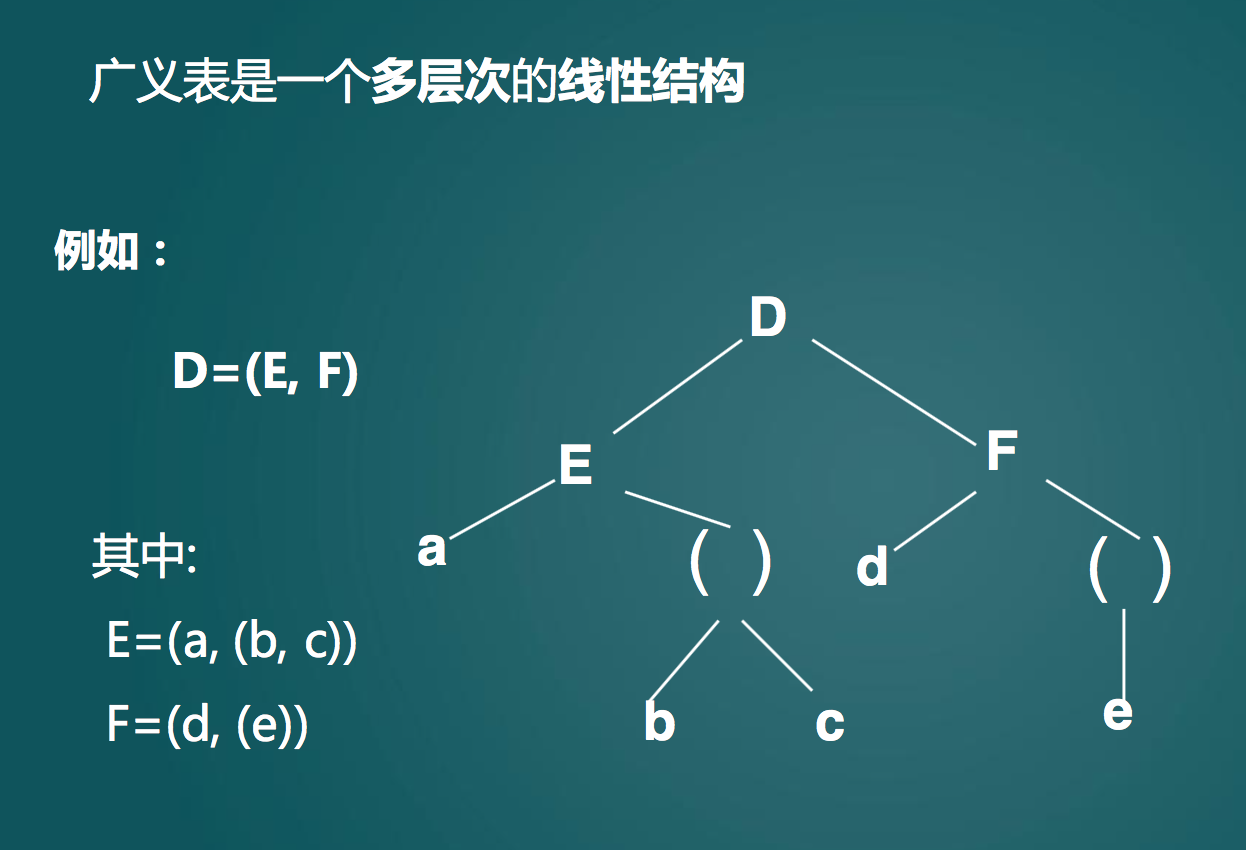 广义表是一个多层次的线性结构
例如：
D=(E, F)
其中:
E=(a, (b, c))
F=(d, (e))
D
E
F
a
( )
d
( )
b
c
e